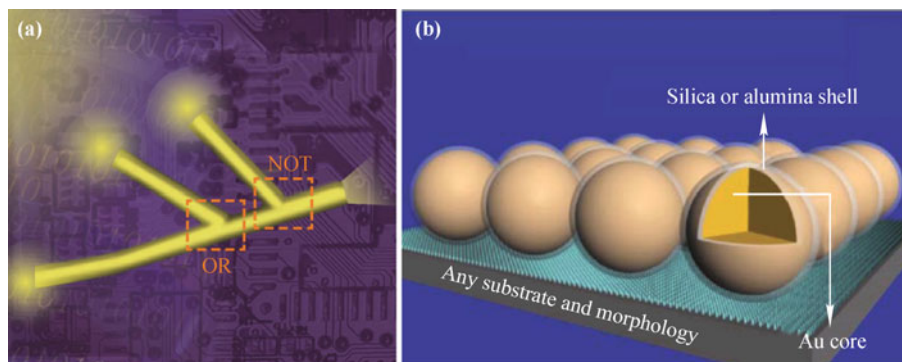 (a)
NOT
OR
(b)
Silica or alumina shell
Any substrate and morphology
Au core